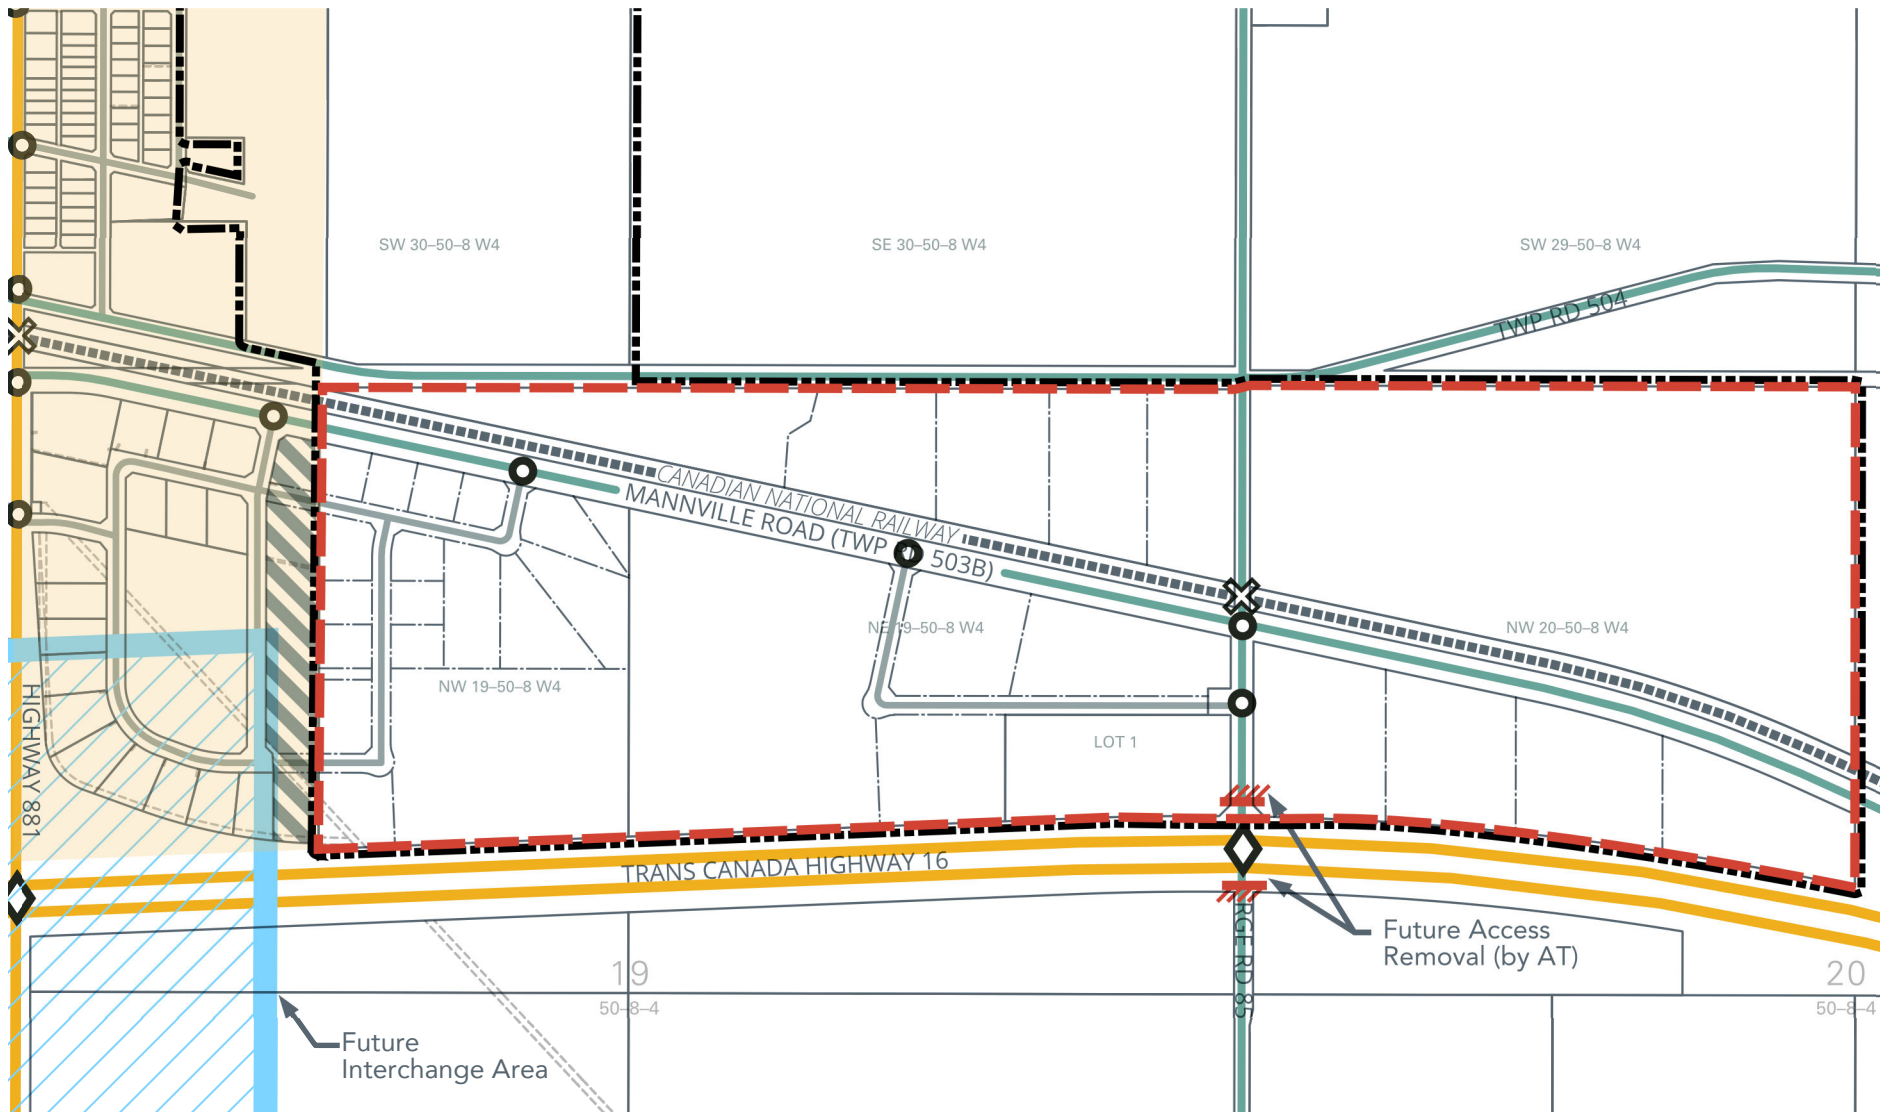 SW 30–50–8 W4
SE 30–50–8 W4
SW 29–50–8 W4
TWP RD 504
CANADIAN NATIONAL RAILWAY
MANNVILLE ROAD (TWP RD 503B)
NE 19–50–8 W4
NW 20–50–8 W4
NW 19–50–8 W4
HIGHWAY 881
LOT 1
TRANS CANADA HIGHWAY 16
RGE RD 85
Future Access
Removal (by AT)
19
50–8–4
20
50–8–4
Future
Interchange Area